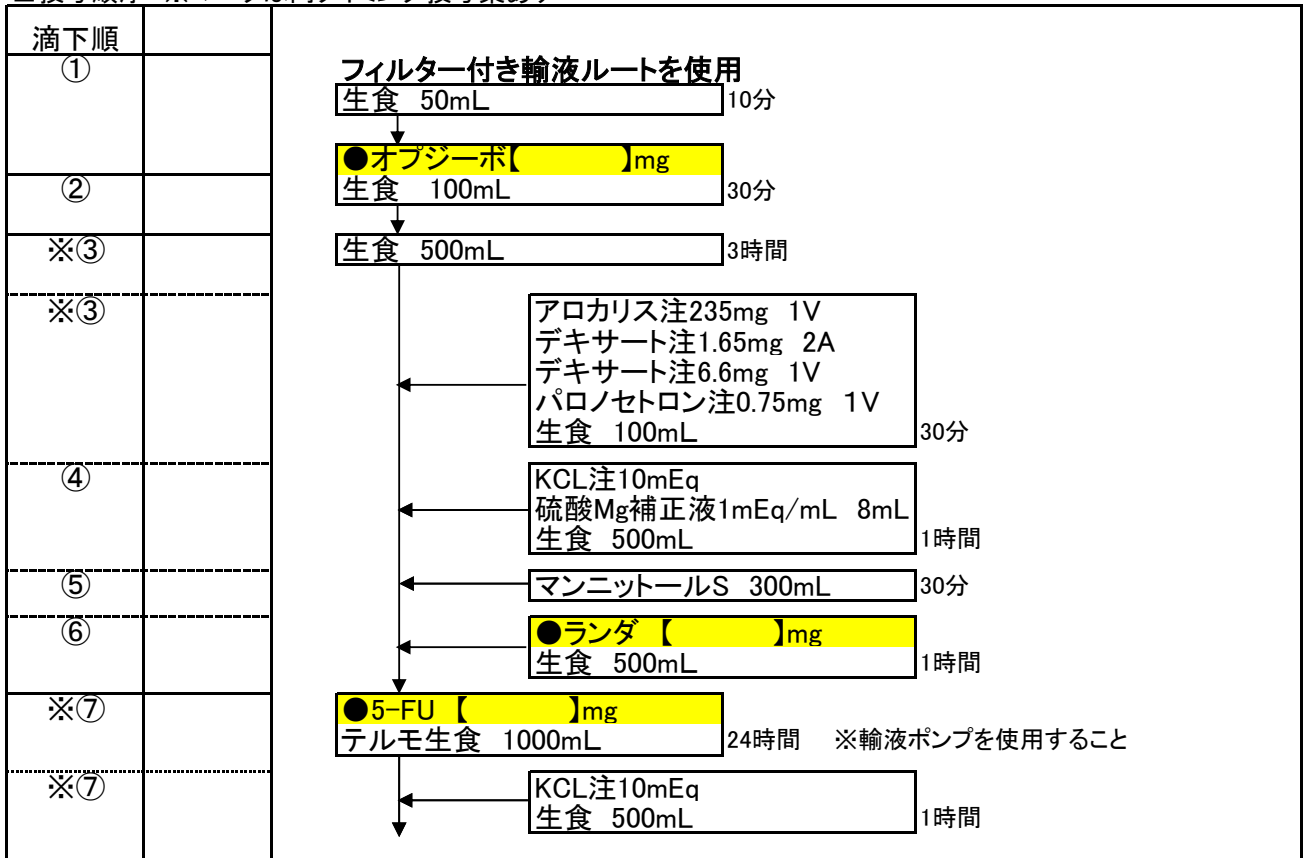 滴下順
①
フィルター付き輸液ルートを使用
生食 50mL 10分
●オプジーボ【 】mg
②
生食 100mL 30分
※③
生食 500mL 3時間
※③
アロカリス注235mg 1V
デキサート注1.65mg 2A
デキサート注6.6mg 1V
パロノセトロン注0.75mg 1V
生食 100mL 30分
④
KCL注10mEq
硫酸Mg補正液1mEq/mL 8mL
生食 500mL 1時間
⑤
マンニットールS 300mL 30分
⑥
●ランダ 【 】mg
生食 500mL 1時間
※⑦
●5-FU 【 】mg
テルモ生食 1000mL 24時間 ※輸液ポンプを使用すること
※⑦
KCL注10mEq
生食 500mL 1時間